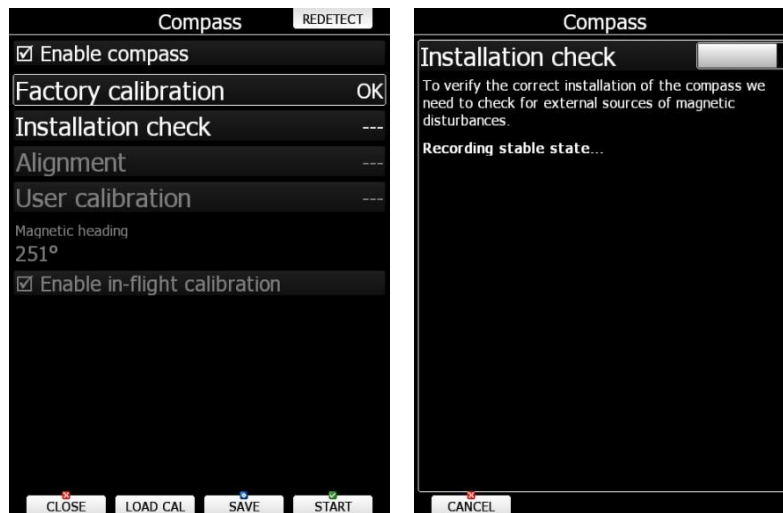 Compass
REDETECT
Enable compass
Factory calibration OK
Installation check ---
Alignment ---
User calibration ---
Magnetic heading
251°
Enable in-flight calibration
CLOSE LOAD CAL SAVE START
Compass
Installation check
To verify the correct installation of the compass we
need to check for external sources of magnetic
disturbances.
Recording stable state...
CANCEL